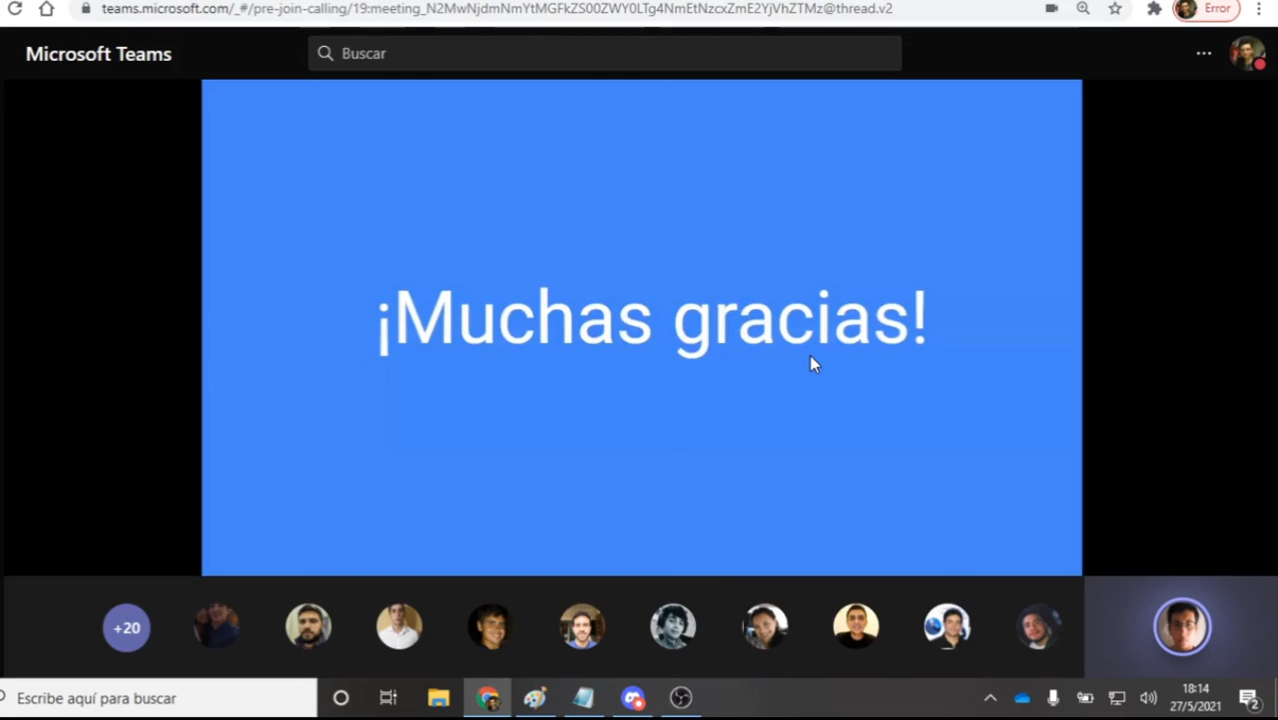 teams.microsoft.com/_#/pre-join-calling/19:meeting_N2MwNjdmNmYtMGFkZS00ZWY0LTg4NmEtNzcxZmE2YjVhZTMz@thread.v2
Error
Microsoft Teams
Buscar
¡Muchas gracias!
+20
Escribe aquí para buscar
18:14
27/5/2021
2